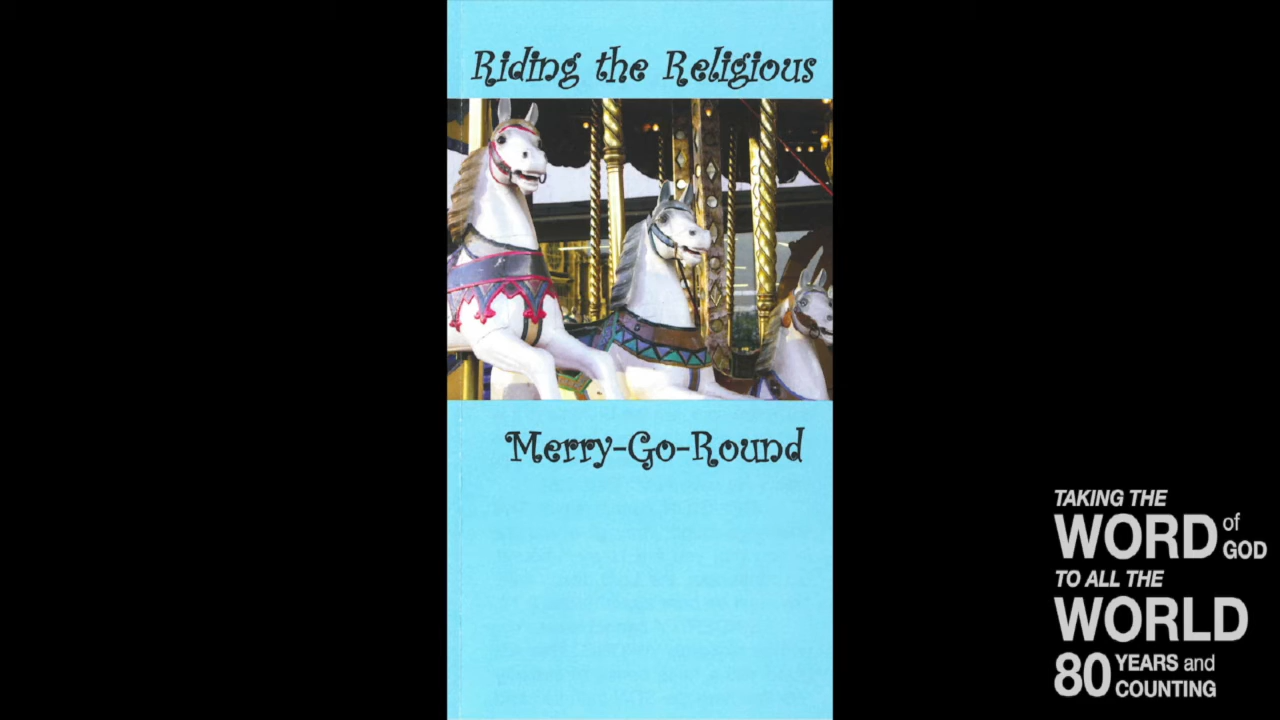 Riding the Religious
Merry-Go-Round
TAKING THE
WORD of GOD
TO ALL THE
WORLD
80 YEARS and
COUNTING